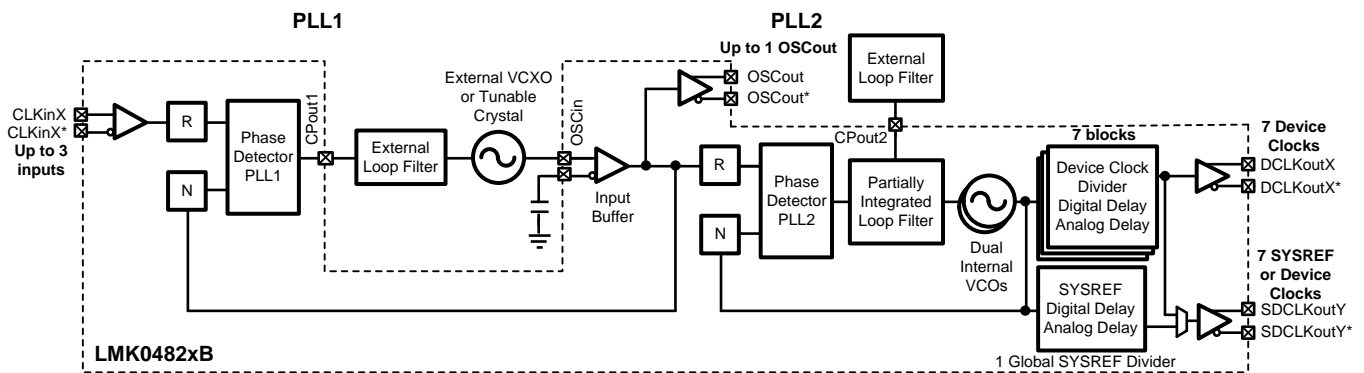 PLL1
PLL2
Up to 1 OSCout
External
Loop Filter
External VCXO
or Tunable
Crystal
OSCout
OSCout*
CLKinX
CLKinX*
Up to 3
inputs
R
N
Phase
Detector
PLL1
CPout1
External
Loop Filter
OSCin
Input
Buffer
R
N
Phase
Detector
PLL2
CPout2
Partially
Integrated
Loop Filter
Dual
Internal
VCOs
7 blocks
Device Clock
Divider
Digital Delay
Analog Delay
7 Device
Clocks
DCLKoutX
DCLKoutX*
SYSREF
Digital Delay
Analog Delay
1 Global SYSREF Divider
7 SYSREF
or Device
Clocks
SDCLKoutY
SDCLKoutY*
LMK0482xB